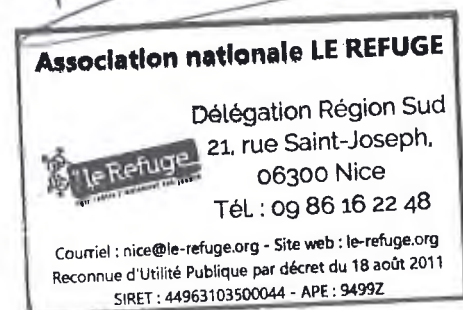 Association nationale LE REFUGE
Délégation Région Sud
21, rue Saint-Joseph,
06300 Nice
Tél. : 09 86 16 22 48
le Refuge
Courriel : nice@le-refuge.org - Site web : le-refuge.org
Reconnue d'Utilité Publique par décret du 18 août 2011
SIRET : 44963103500044 - APE : 9499Z